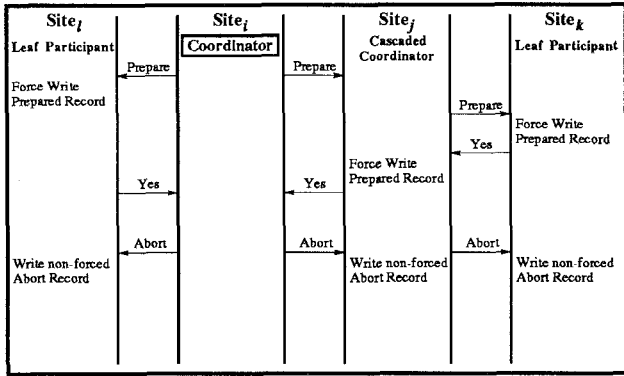 Site_l Site_i Site_j Site_k
Leaf Participant Coordinator Cascaded Leaf Participant
Coordinator
Prepare Prepare
Force Write
Prepared Record
Prepare
Force Write
Prepared Record
Yes
Force Write
Prepared Record
Yes Yes
Abort Abort Abort
Write non-forced Write non-forced Write non-forced
Abort Record Abort Record Abort Record